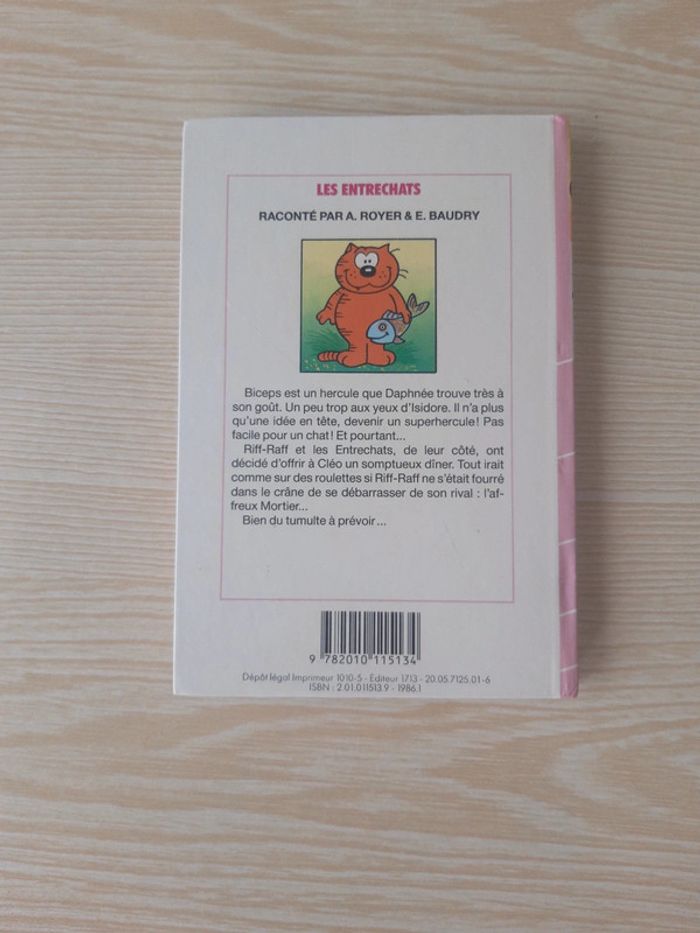 LES ENTRECHATS
RACONTÉ PAR A. ROYER & E. BAUDRY
Biceps est un hercule que Daphnée trouve très à
son goût. Un peu trop aux yeux d'Isidore. Il n'a plus
qu'une idée en tête, devenir un superhercule! Pas
facile pour un chat! Et pourtant...
Riff-Raff et les Entrechats, de leur côté, ont
décidé d'offrir à Cléo un somptueux dîner. Tout irait
comme sur des roulettes si Riff-Raff ne s'était fourré
dans le crâne de se débarrasser de son rival : l'af-
freux Mortier...
Bien du tumulte à prévoir...
9 782010 115134
Dépôt légal Imprimeur 1010-5 - Éditeur 1713 - 20.05.7125.01-6
ISBN : 2.01.011513.9 - 1986.1